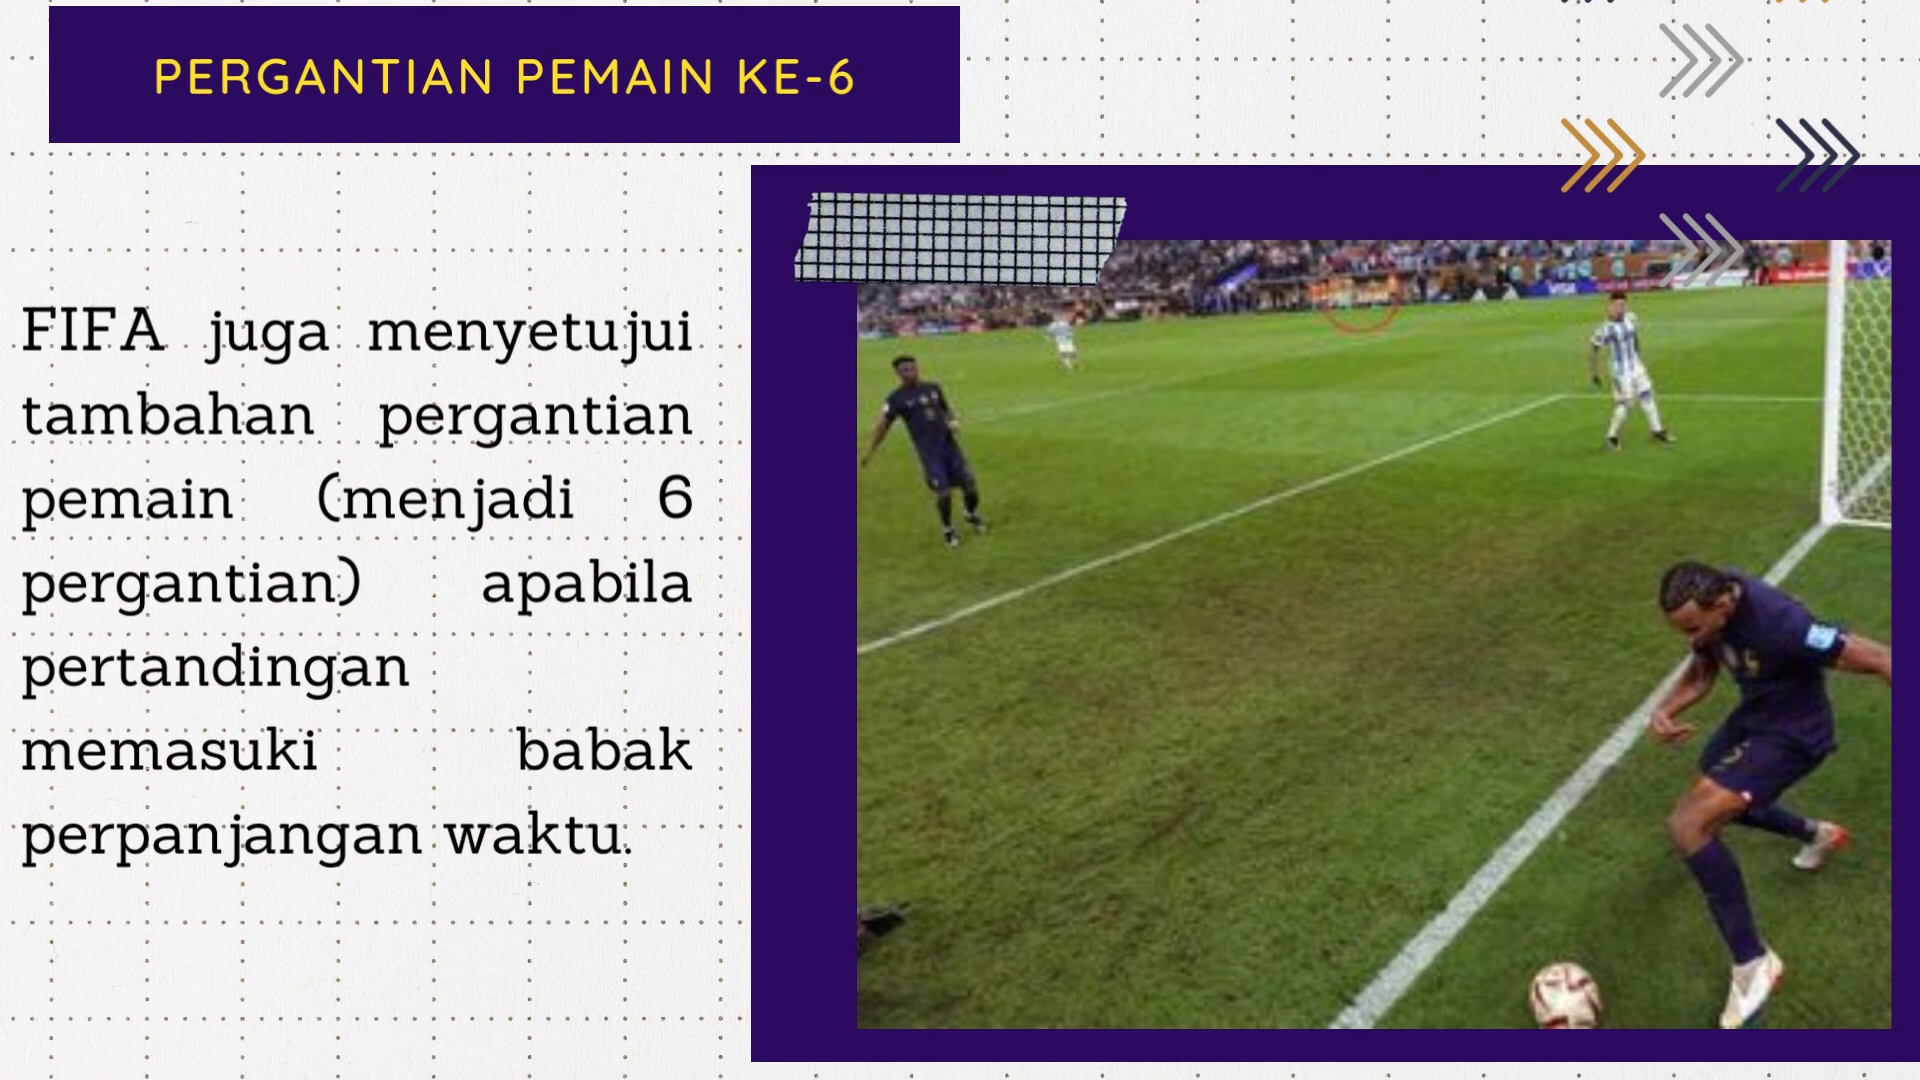 PERGANTIAN PEMAIN KE-6
FIFA juga menyetujui
tambahan pergantian
pemain (menjadi 6
pergantian) apabila
pertandingan
memasuki babak
perpanjangan waktu.
VISA